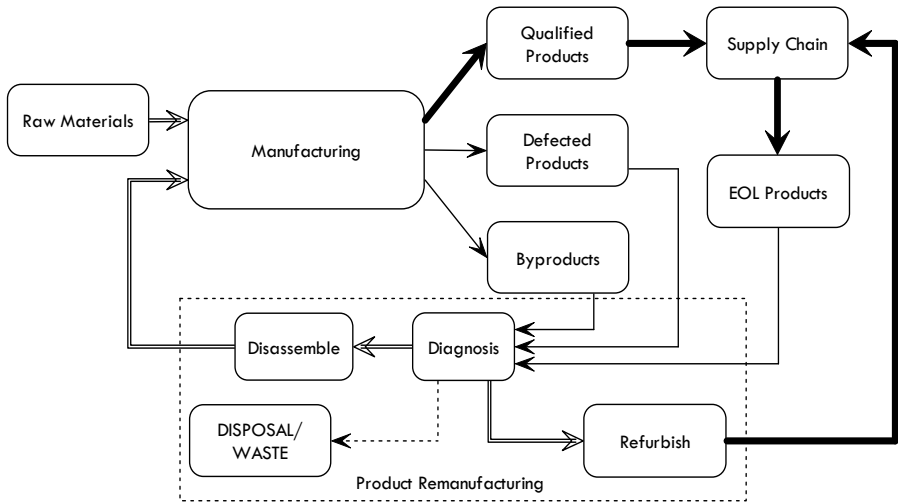 Qualified
Products
Supply Chain
Raw Materials
Manufacturing
Defected
Products
EOL Products
Byproducts
Disassemble
Diagnosis
DISPOSAL/
WASTE
Refurbish
Product Remanufacturing